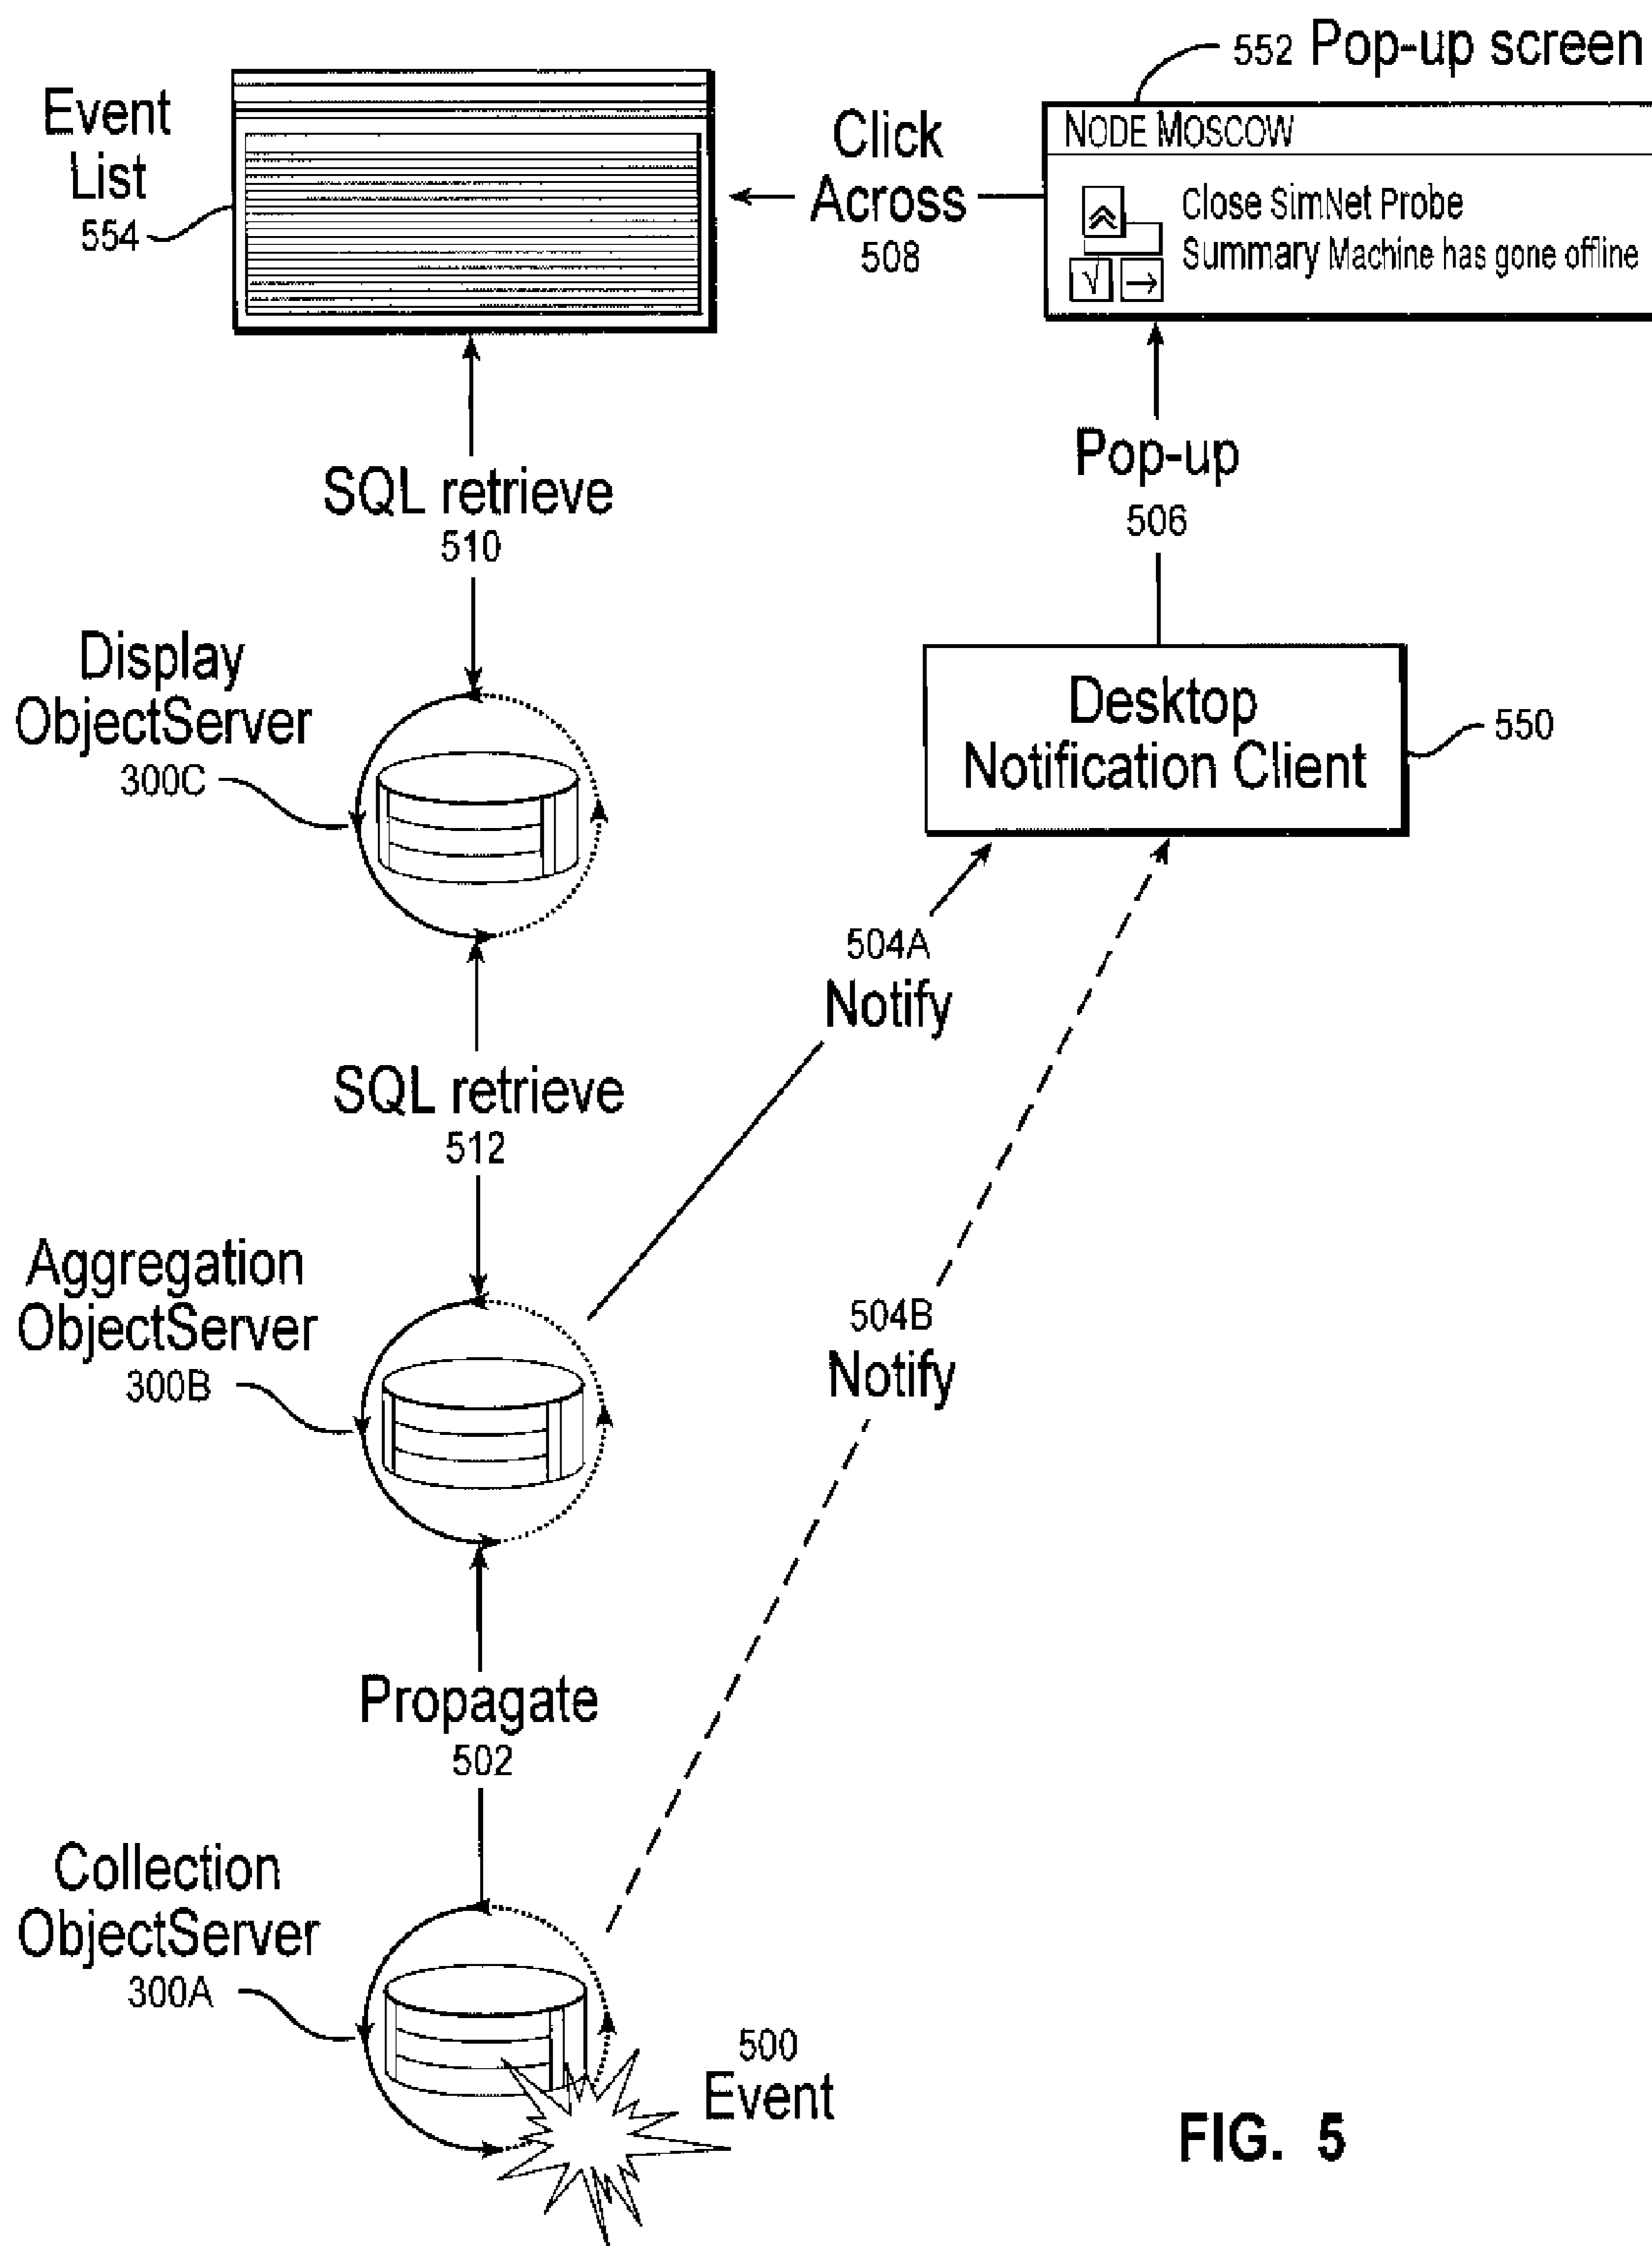 552 Pop-up screen
Event
List
554
Click
Across
508
NODE MOSCOW
Close SimNet Probe
Summary Machine has gone offline
SQL retrieve
510
Pop-up
506
Display
ObjectServer
300C
Desktop
Notification Client
550
504A
Notify
SQL retrieve
512
Aggregation
ObjectServer
300B
504B
Notify
Propagate
502
Collection
ObjectServer
300A
500
Event
FIG. 5